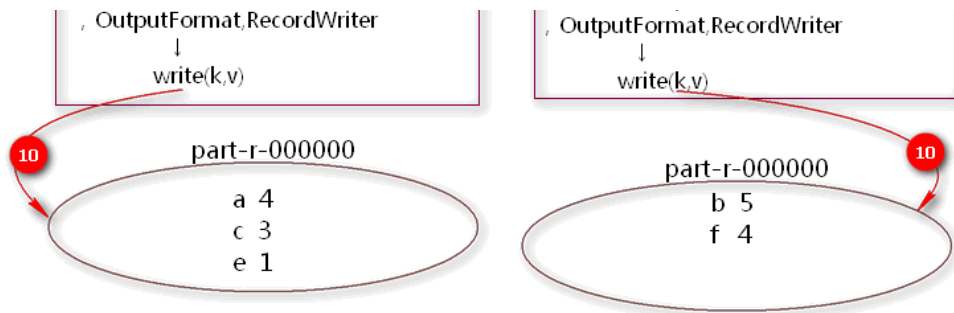 , OutputFormat,RecordWriter
↓
write(k,v)
10
part-r-000000
a 4
c 3
e 1
, OutputFormat,RecordWriter
↓
write(k,v)
10
part-r-000000
b 5
f 4